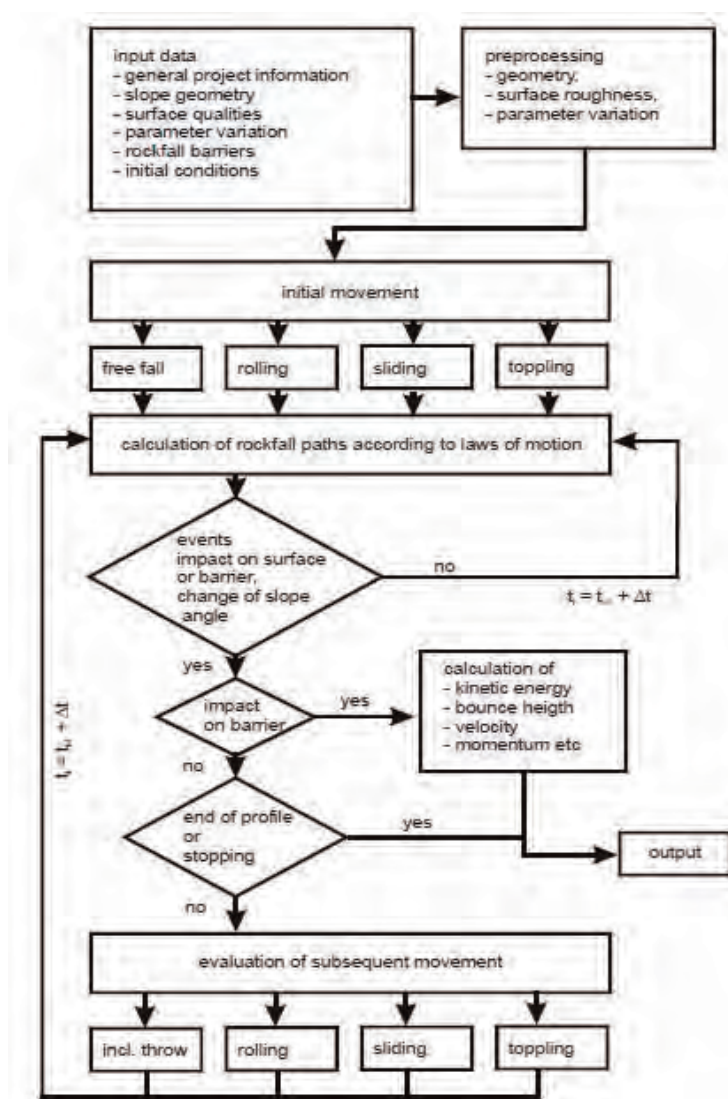 input data
- general project information
- slope geometry
- surface qualities
- parameter variation
- rockfall barriers
- initial conditions
preprocessing
- geometry,
- surface roughness,
- parameter variation
initial movement
free fall
rolling
sliding
toppling
calculation of rockfall paths according to laws of motion
events
impact on surface
or barrier,
change of slope
angle
no
yes
impact
on barrier
yes
calculation of
- kinetic energy
- bounce heigth
- velocity
- momentum etc
no
end of profile
or
stopping
yes
output
no
evaluation of subsequent movement
incl. throw
rolling
sliding
toppling